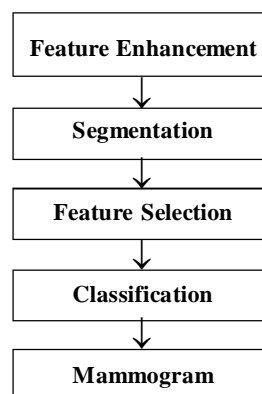 Feature Enhancement
Segmentation
Feature Selection
Classification
Mammogram